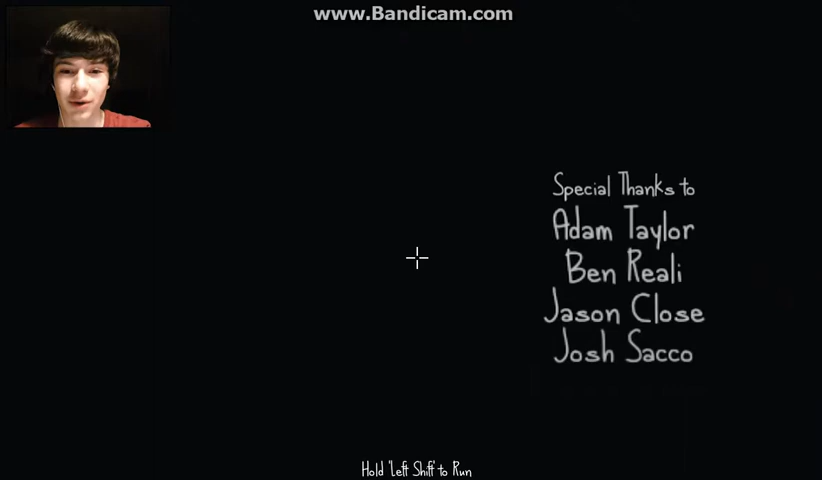 www.Bandicam.com
Special Thanks to
Adam Taylor
Ben Reali
Jason Close
Josh Sacco
Hold 'Left Shift' to Run